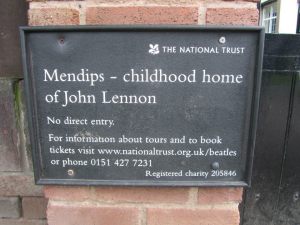 THE NATIONAL TRUST
Mendips - childhood home
of John Lennon
No direct entry.
For information about tours and to book
tickets visit www.nationaltrust.org.uk/beatles
or phone 0151 427 7231
Registered charity 205846